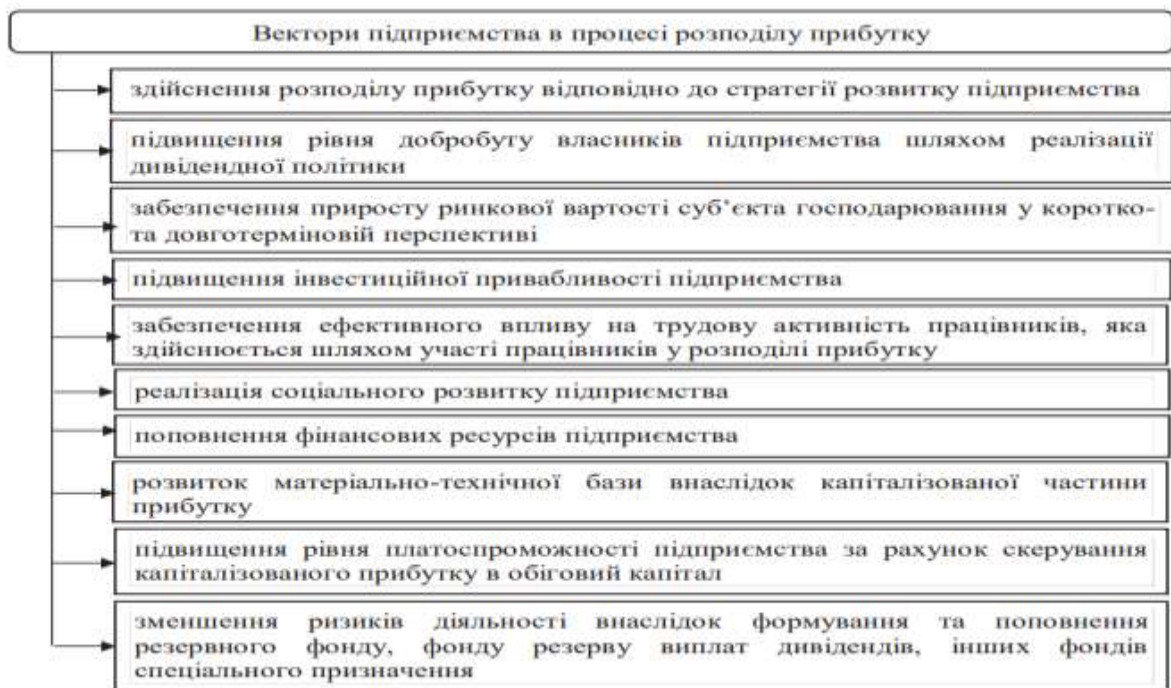 Вектори підприємства в процесі розподілу прибутку
здійснення розподілу прибутку відповідно до стратегії розвитку підприємства
підвищення рівня добробуту власників підприємства шляхом реалізації
дивідендної політики
забезпечення приросту ринкової вартості суб’єкта господарювання у коротко-
та довготерміновій перспективі
підвищення інвестиційної привабливості підприємства
забезпечення ефективного впливу на трудову активність працівників, яка
здійснюється шляхом участі працівників у розподілі прибутку
реалізація соціального розвитку підприємства
поповнення фінансових ресурсів підприємства
розвиток матеріально-технічної бази внаслідок капіталізованої частини
прибутку
підвищення рівня платоспроможності підприємства за рахунок скерування
капіталізованого прибутку в обіговий капітал
зменшення ризиків діяльності внаслідок формування та поповнення
резервного фонду, фонду резерву виплат дивідендів, інших фондів
спеціального призначення